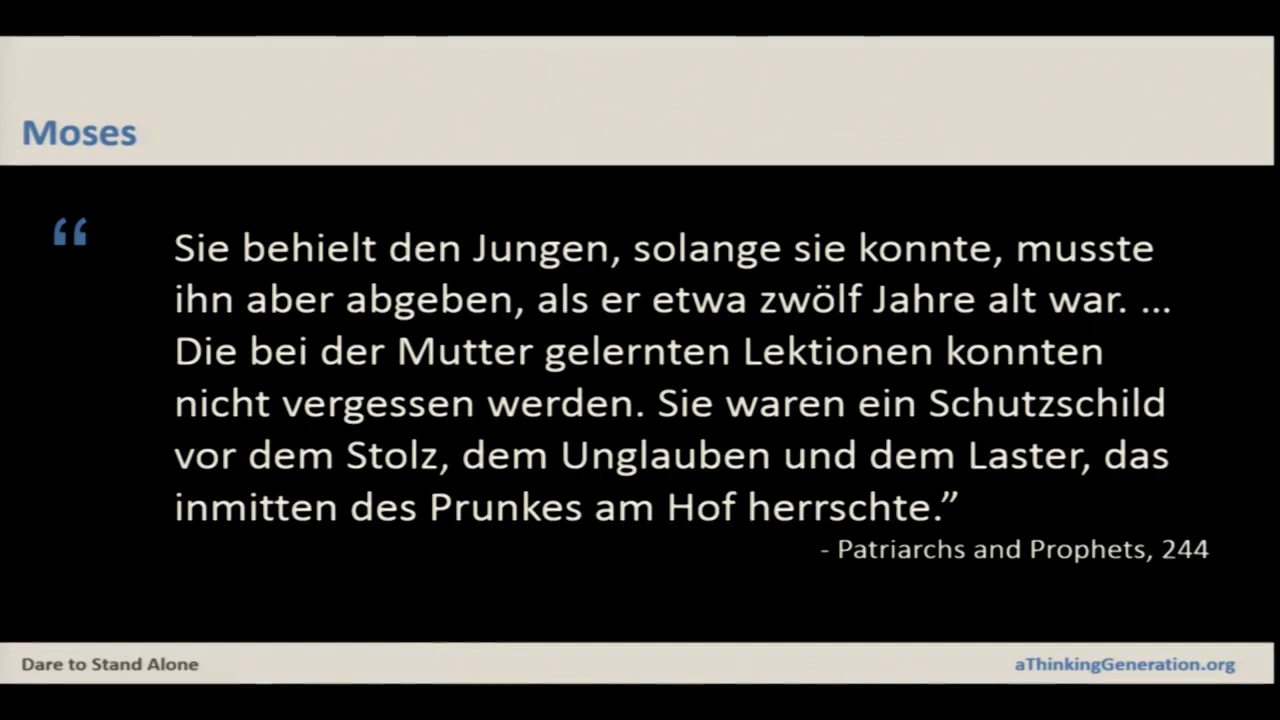 Moses
“
Sie behielt den Jungen, solange sie konnte, musste
ihn aber abgeben, als er etwa zwölf Jahre alt war. ...
Die bei der Mutter gelernten Lektionen konnten
nicht vergessen werden. Sie waren ein Schutzschild
vor dem Stolz, dem Unglauben und dem Laster, das
inmitten des Prunkes am Hof herrschte.”
- Patriarchs and Prophets, 244
Dare to Stand Alone
aThinkingGeneration.org